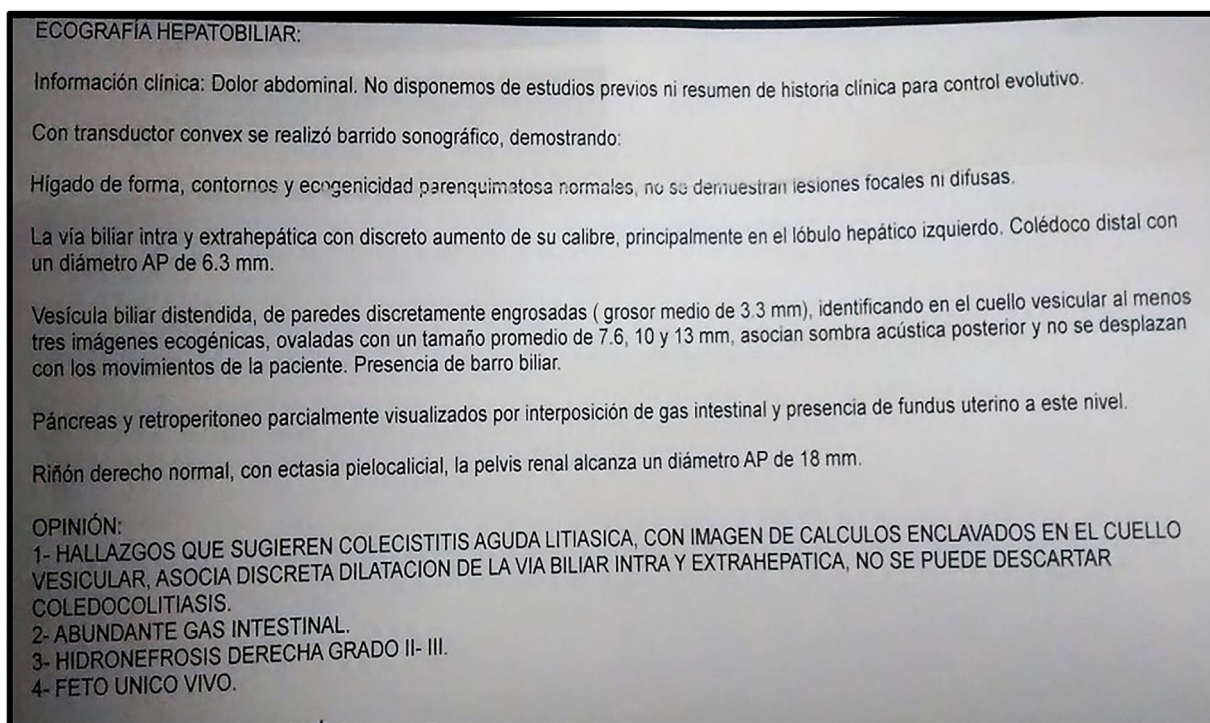 ECOGRAFÍA HEPATOBILIAR:
Información clínica: Dolor abdominal. No disponemos de estudios previos ni resumen de historia clínica para control evolutivo.
Con transductor convex se realizó barrido sonográfico, demostrando:
Hígado de forma, contornos y ecogenicidad parenquimatosa normales, no se demuestran lesiones focales ni difusas.
La vía biliar intra y extrahepática con discreto aumento de su calibre, principalmente en el lóbulo hepático izquierdo. Colédoco distal con
un diámetro AP de 6.3 mm.
Vesícula biliar distendida, de paredes discretamente engrosadas ( grosor medio de 3.3 mm), identificando en el cuello vesicular al menos
tres imágenes ecogénicas, ovaladas con un tamaño promedio de 7.6, 10 y 13 mm, asocian sombra acústica posterior y no se desplazan
con los movimientos de la paciente. Presencia de barro biliar.
Páncreas y retroperitoneo parcialmente visualizados por interposición de gas intestinal y presencia de fundus uterino a este nivel.
Riñón derecho normal, con ectasia pielocalicial, la pelvis renal alcanza un diámetro AP de 18 mm.
OPINIÓN:
1- HALLAZGOS QUE SUGIEREN COLECISTITIS AGUDA LITIASICA, CON IMAGEN DE CALCULOS ENCLAVADOS EN EL CUELLO
VESICULAR, ASOCIA DISCRETA DILATACION DE LA VIA BILIAR INTRA Y EXTRAHEPATICA, NO SE PUEDE DESCARTAR
COLEDOCOLITIASIS.
2- ABUNDANTE GAS INTESTINAL.
3- HIDRONEFROSIS DERECHA GRADO II- III.
4- FETO UNICO VIVO.